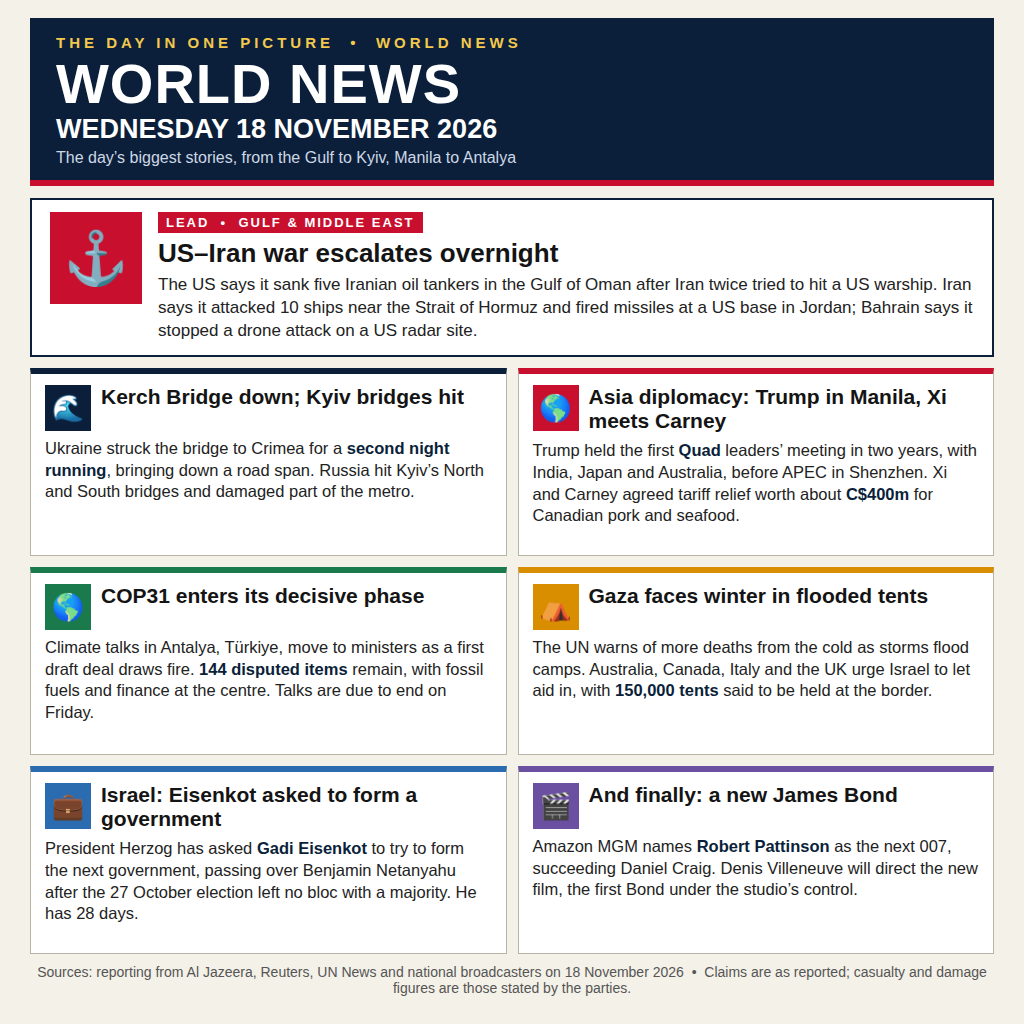 THE DAY IN ONE PICTURE • WORLD NEWS
WORLD NEWS
WEDNESDAY 18 NOVEMBER 2026
The day’s biggest stories, from the Gulf to Kyiv, Manila to Antalya
LEAD • GULF & MIDDLE EAST
US–Iran war escalates overnight
The US says it sank five Iranian oil tankers in the Gulf of Oman after Iran twice tried to hit a US warship. Iran
says it attacked 10 ships near the Strait of Hormuz and fired missiles at a US base in Jordan; Bahrain says it
stopped a drone attack on a US radar site.
Kerch Bridge down; Kyiv bridges hit
Ukraine struck the bridge to Crimea for a second night
running, bringing down a road span. Russia hit Kyiv’s North
and South bridges and damaged part of the metro.
Asia diplomacy: Trump in Manila, Xi
meets Carney
Trump held the first Quad leaders’ meeting in two years, with
India, Japan and Australia, before APEC in Shenzhen. Xi
and Carney agreed tariff relief worth about C$400m for
Canadian pork and seafood.
COP31 enters its decisive phase
Climate talks in Antalya, Türkiye, move to ministers as a first
draft deal draws fire. 144 disputed items remain, with fossil
fuels and finance at the centre. Talks are due to end on
Friday.
Gaza faces winter in flooded tents
The UN warns of more deaths from the cold as storms flood
camps. Australia, Canada, Italy and the UK urge Israel to let
aid in, with 150,000 tents said to be held at the border.
Israel: Eisenkot asked to form a
government
President Herzog has asked Gadi Eisenkot to try to form
the next government, passing over Benjamin Netanyahu
after the 27 October election left no bloc with a majority. He
has 28 days.
And finally: a new James Bond
Amazon MGM names Robert Pattinson as the next 007,
succeeding Daniel Craig. Denis Villeneuve will direct the new
film, the first Bond under the studio’s control.
Sources: reporting from Al Jazeera, Reuters, UN News and national broadcasters on 18 November 2026 • Claims are as reported; casualty and damage
figures are those stated by the parties.